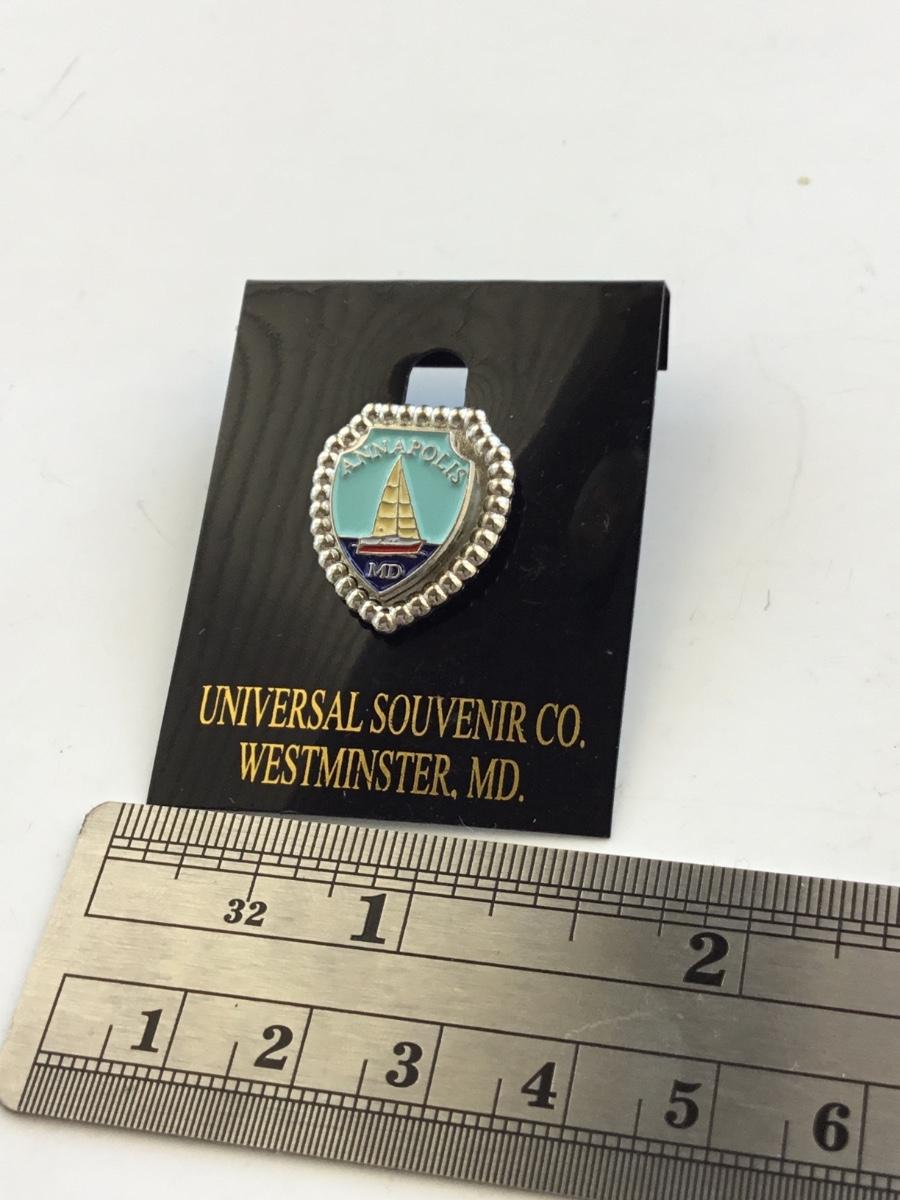 ANNAPOLIS
MD
UNIVERSAL SOUVENIR CO.
WESTMINSTER, MD.
32 1 2
1 2 3 4 5 6